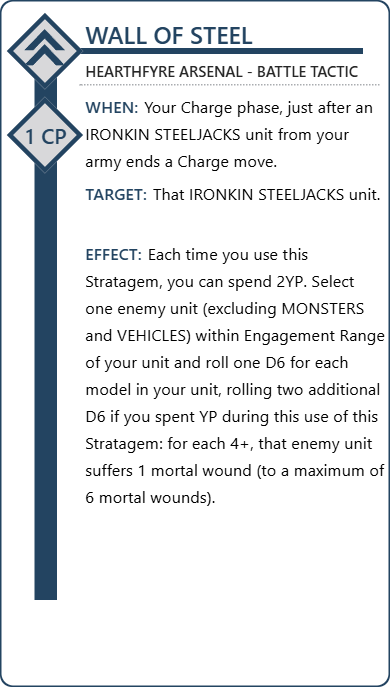 WALL OF STEEL
HEARTHFYRE ARSENAL - BATTLE TACTIC
1 CP
WHEN: Your Charge phase, just after an
IRONKIN STEELJACKS unit from your
army ends a Charge move.
TARGET: That IRONKIN STEELJACKS unit.
EFFECT: Each time you use this
Stratagem, you can spend 2YP. Select
one enemy unit (excluding MONSTERS
and VEHICLES) within Engagement Range
of your unit and roll one D6 for each
model in your unit, rolling two additional
D6 if you spent YP during this use of this
Stratagem: for each 4+, that enemy unit
suffers 1 mortal wound (to a maximum of
6 mortal wounds).